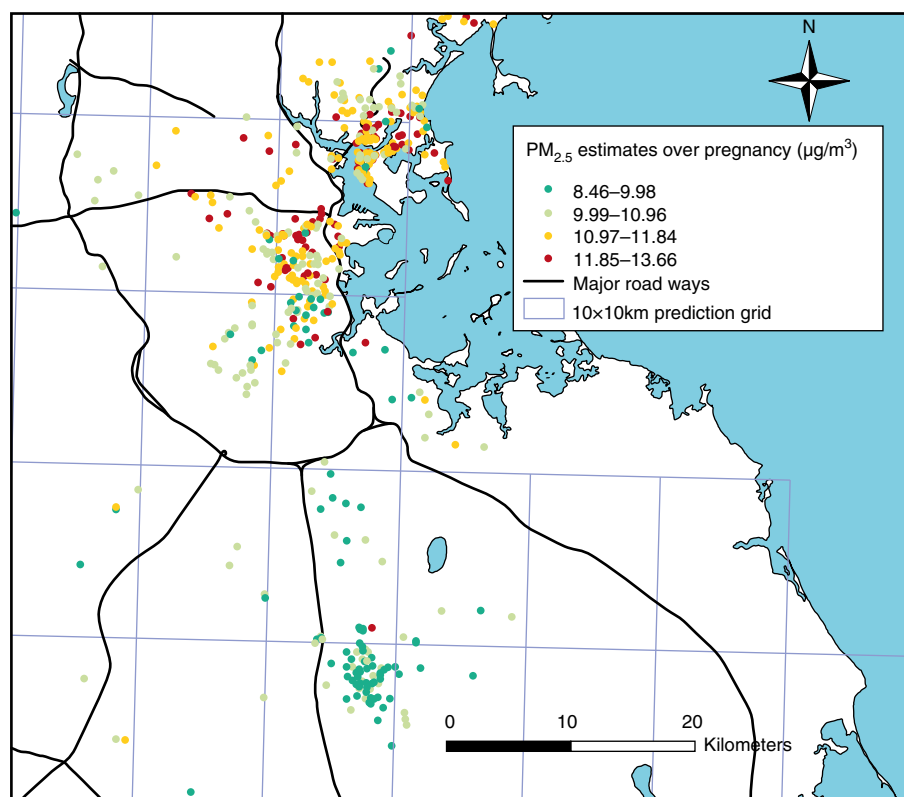 N
PM2.5 estimates over pregnancy (µg/m3)
8.46–9.98
9.99–10.96
10.97–11.84
11.85–13.66
Major road ways
10×10km prediction grid
0 10 20
Kilometers